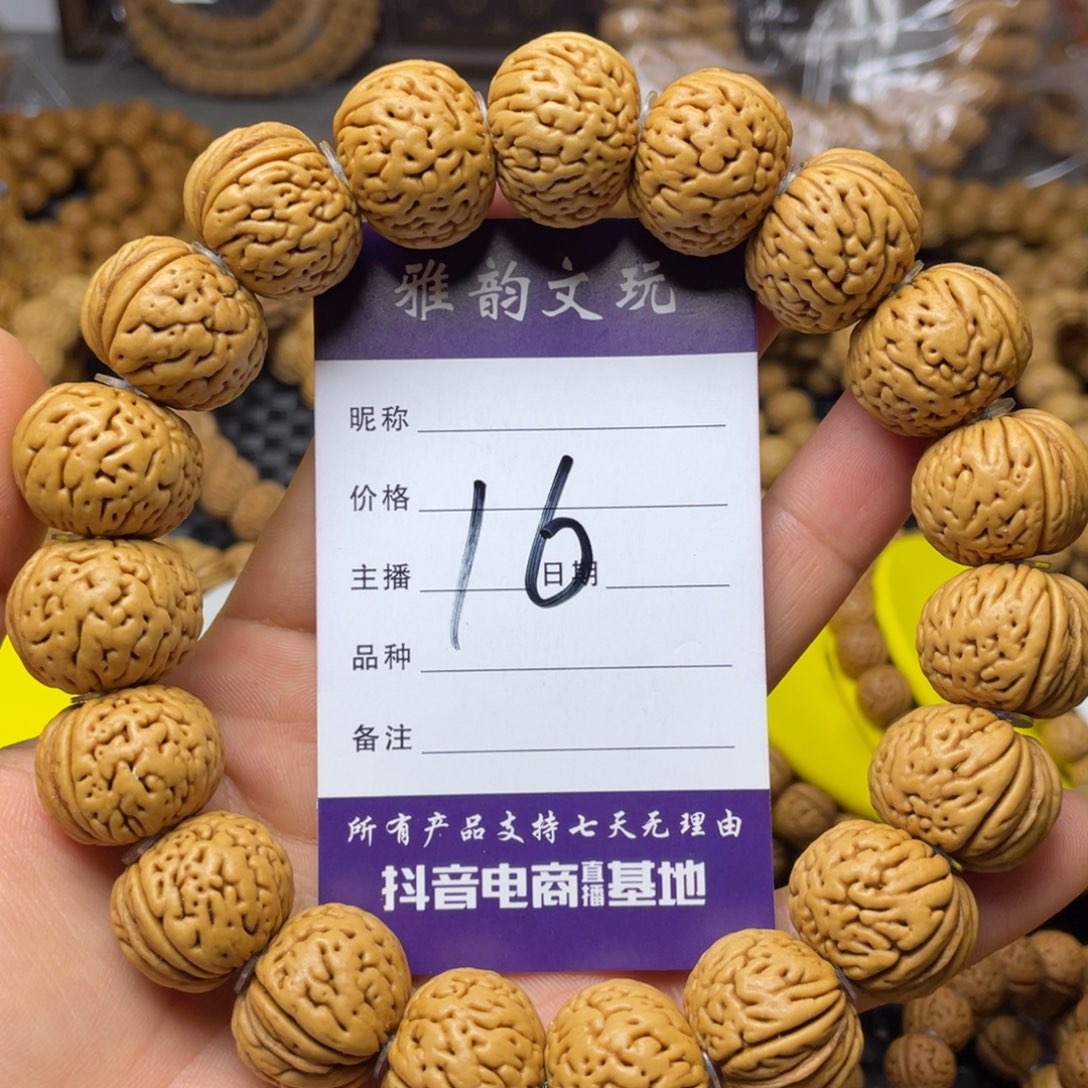 雅韵文玩
昵称
价格
16
主播 日期
品种
备注
所有产品支持七天无理由
抖音电商直播基地